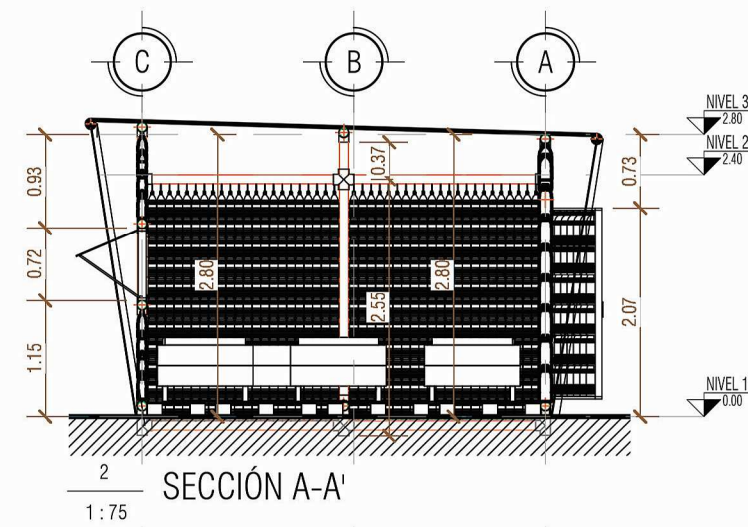 C
B
A
NIVEL 3
2.80
NIVEL 2
2.40
0.93
0.37
0.73
0.72
2.80
2.80
2.55
2.07
1.15
NIVEL 1
0.00
2
SECCIÓN A-A'
1 : 75